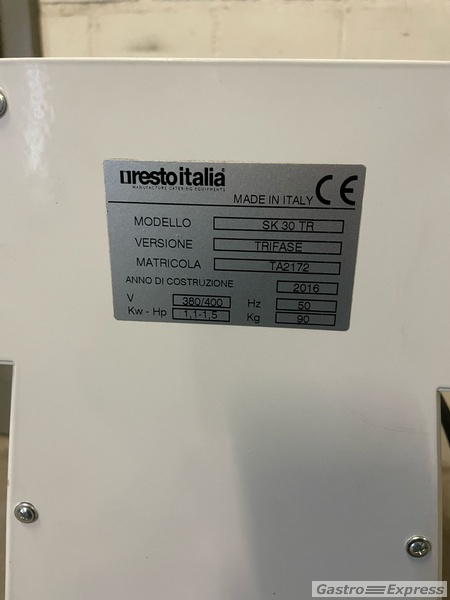 restoitalia
MANUFACTURE CATERING EQUIPMENTS
MADE IN ITALY CE
MODELLO SK 30 TR
VERSIONE TRIFASE
MATRICOLA TA2172
ANNO DI COSTRUZIONE 2016
V 380/400 Hz 50
Kw - Hp 1,1-1,5 Kg 90
Gastro Express